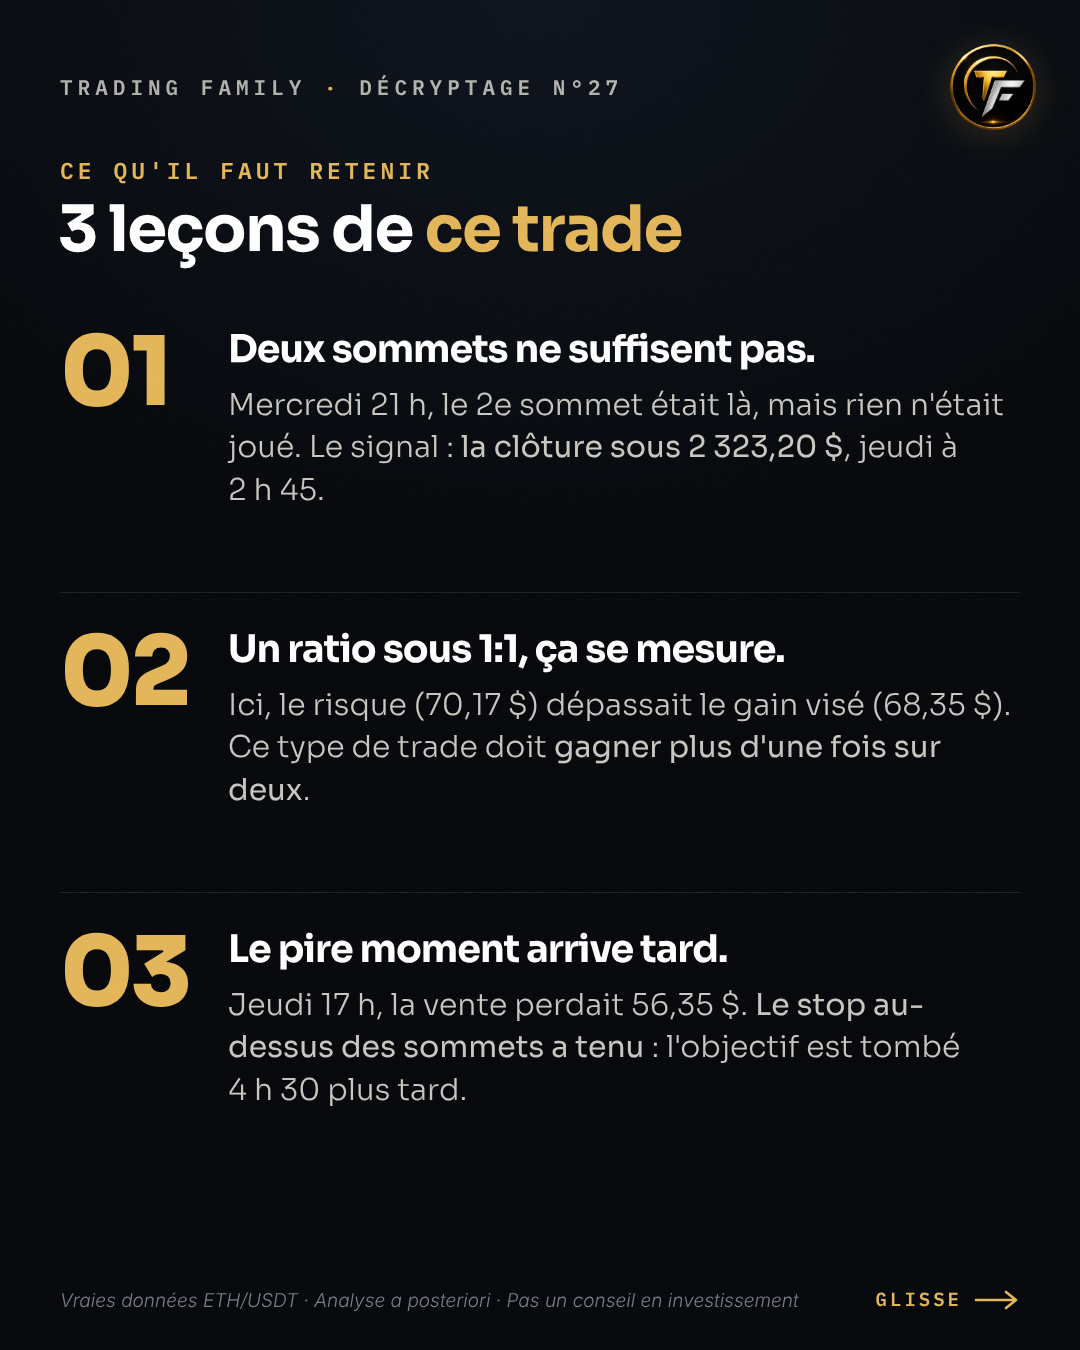 TRADING FAMILY · DÉCRYPTAGE N°27
TF
CE QU'IL FAUT RETENIR
3 leçons de ce trade
01
Deux sommets ne suffisent pas.
Mercredi 21 h, le 2e sommet était là, mais rien n'était
joué. Le signal : la clôture sous 2 323,20 $, jeudi à
2 h 45.
02
Un ratio sous 1:1, ça se mesure.
Ici, le risque (70,17 $) dépassait le gain visé (68,35 $).
Ce type de trade doit gagner plus d'une fois sur
deux.
03
Le pire moment arrive tard.
Jeudi 17 h, la vente perdait 56,35 $. Le stop au-
dessus des sommets a tenu : l'objectif est tombé
4 h 30 plus tard.
Vraies données ETH/USDT · Analyse a posteriori · Pas un conseil en investissement
GLISSE →